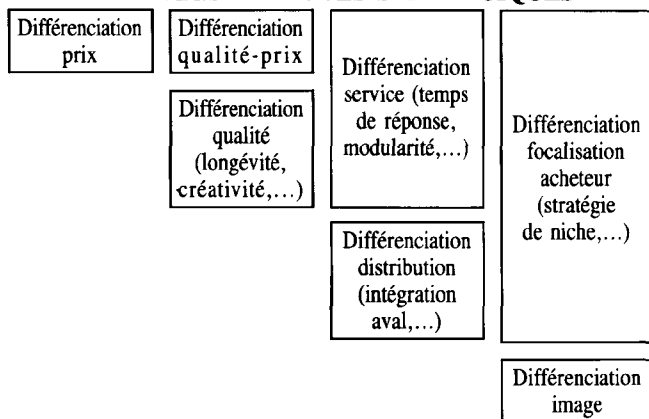 Différenciation
prix
Différenciation
qualité-prix
Différenciation
qualité
(longévité,
créativité,...)
Différenciation
service (temps
de réponse,
modularité,...)
Différenciation
distribution
(intégration
aval,...)
Différenciation
focalisation
acheteur
(stratégie
de niche,...)
Différenciation
image